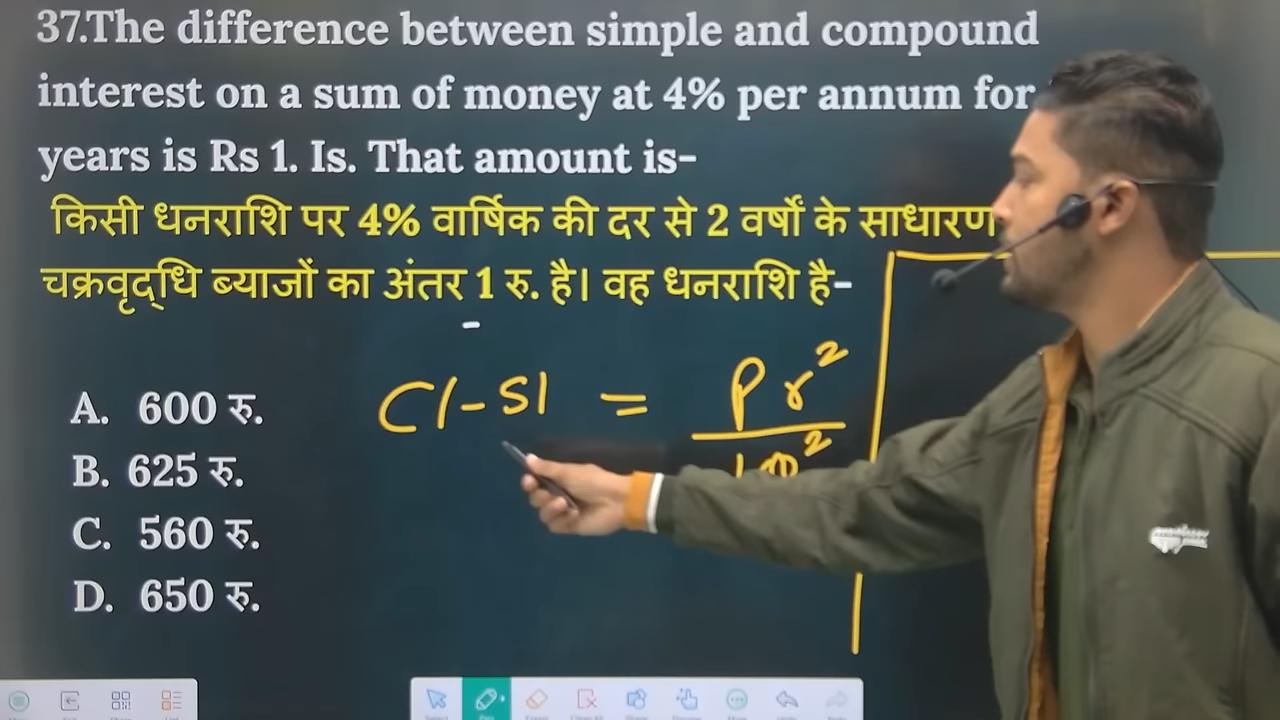 37.The difference between simple and compound
interest on a sum of money at 4% per annum for
years is Rs 1. Is. That amount is-
किसी धनराशि पर 4% वार्षिक की दर से 2 वर्षों के साधारण
चक्रवृद्धि ब्याजों का अंतर 1 रु. है। वह धनराशि है-
CI-SI = Pr²
100²
A. 600 रु.
B. 625 रु.
C. 560 रु.
D. 650 रु.